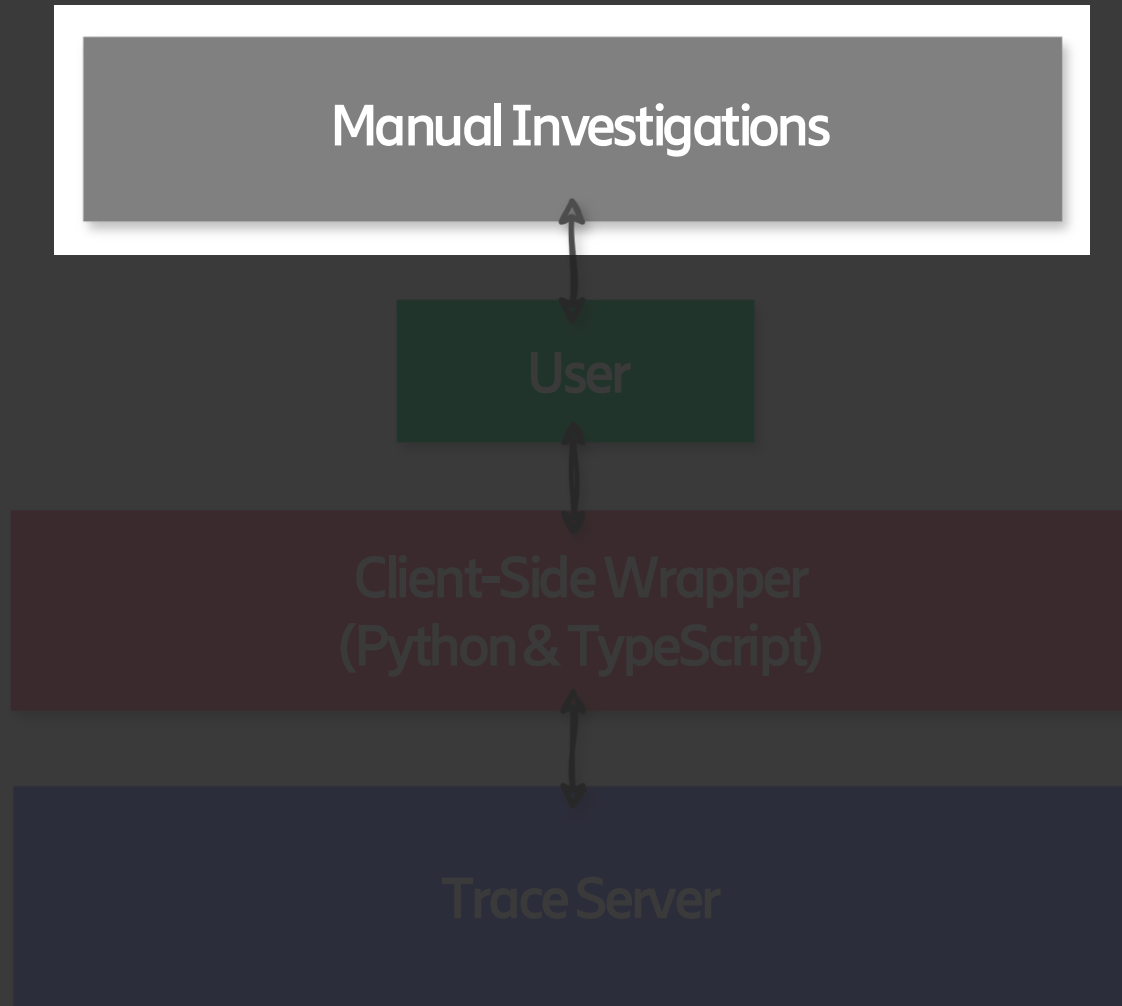 Manual Investigations
User
Client-Side Wrapper
(Python & TypeScript)
Trace Server